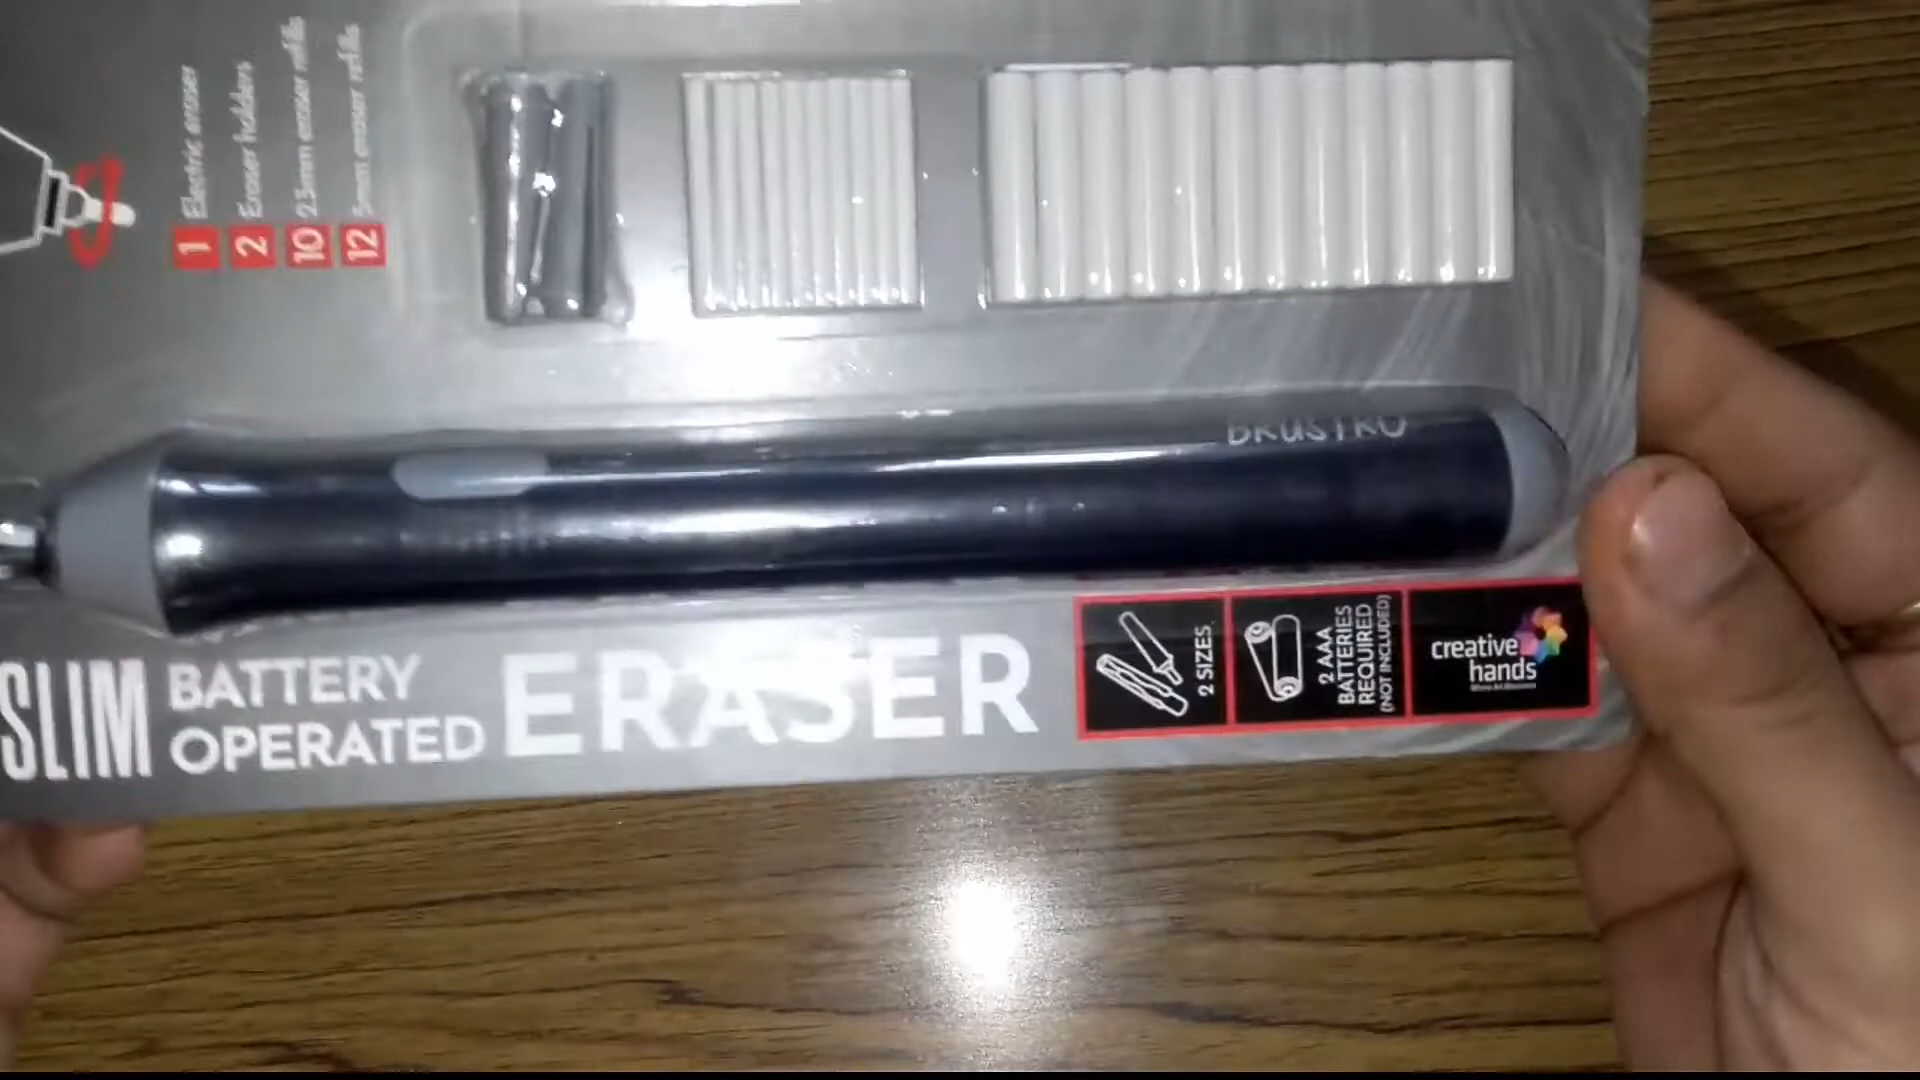 1 Electric eraser
2 Eraser holders
10 2.5mm eraser refills
12 5mm eraser refills
BRUSTRO
SLIM
BATTERY
OPERATED
ERASER
2 SIZES
2 AAA
BATTERIES
REQUIRED
(NOT INCLUDED)
creative
hands